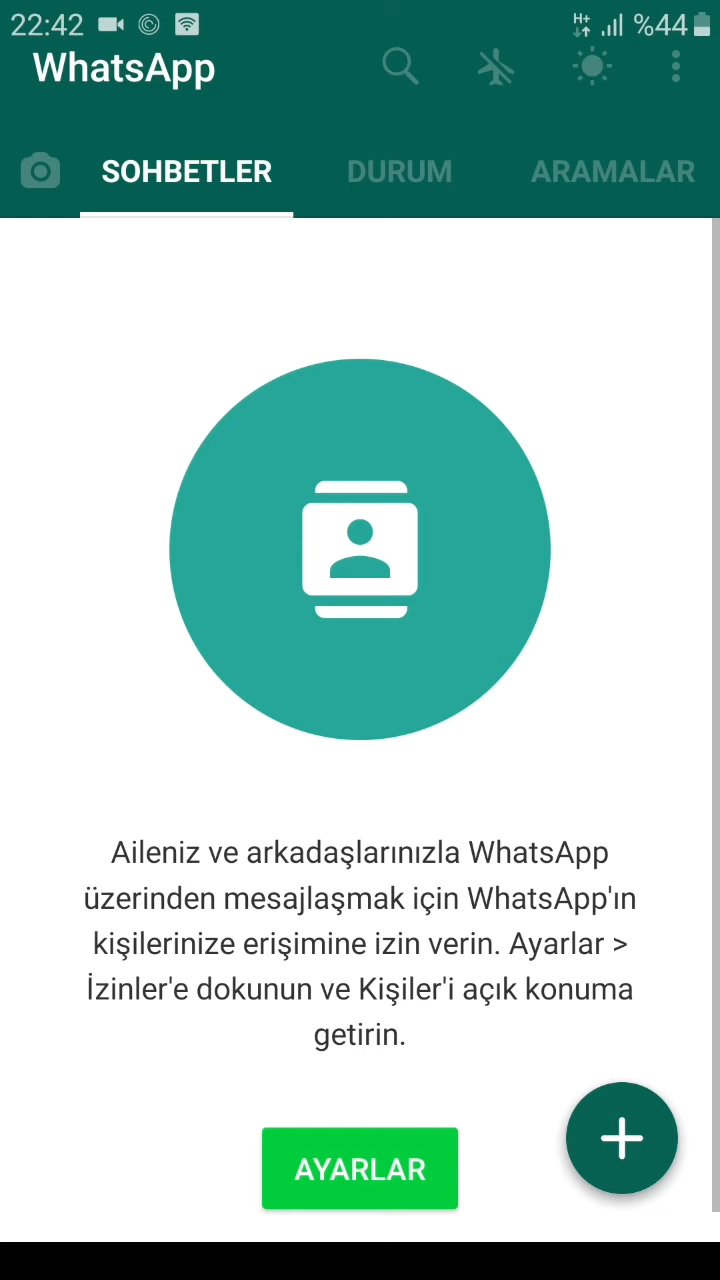 22:42 H+ %44
WhatsApp
SOHBETLER DURUM ARAMALAR
Aileniz ve arkadaşlarınızla WhatsApp
üzerinden mesajlaşmak için WhatsApp'ın
kişilerinize erişimine izin verin. Ayarlar >
İzinler'e dokunun ve Kişiler'i açık konuma
getirin.
AYARLAR